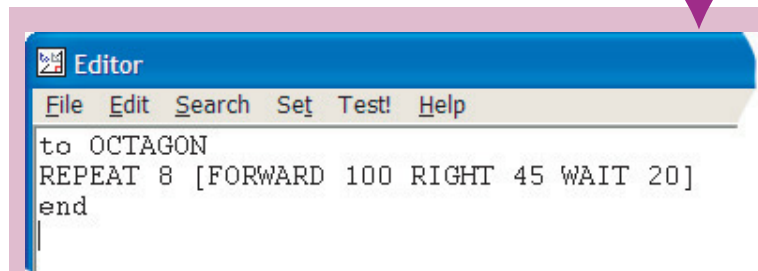 Editor
File Edit Search Set Test! Help
to OCTAGON
REPEAT 8 [FORWARD 100 RIGHT 45 WAIT 20]
end